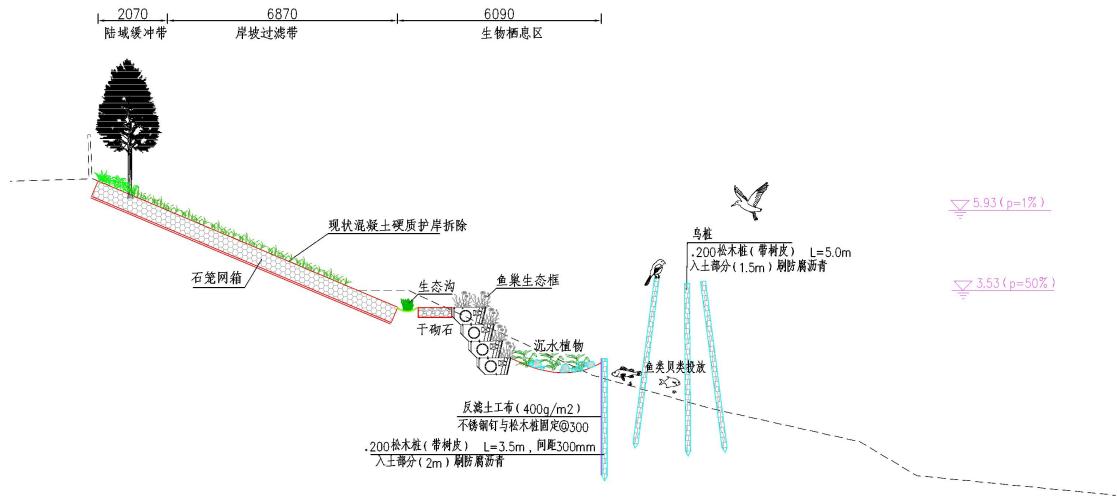 2070
6870
6090
陆域缓冲带
岸坡过滤带
生物栖息区
5.93(p=1%)
现状混凝土硬质护岸拆除
鸟桩
.200松木桩(带树皮) L=5.0m
入土部分(1.5m)刷防腐沥青
石笼网箱
生态沟
鱼巢生态框
3.53(p=50%)
干砌石
沉水植物
鱼类贝类投放
反滤土工布(400g/m2)
不锈钢钉与松木桩固定@300
.200松木桩(带树皮) L=3.5m,间距300mm
入土部分(2m)刷防腐沥青